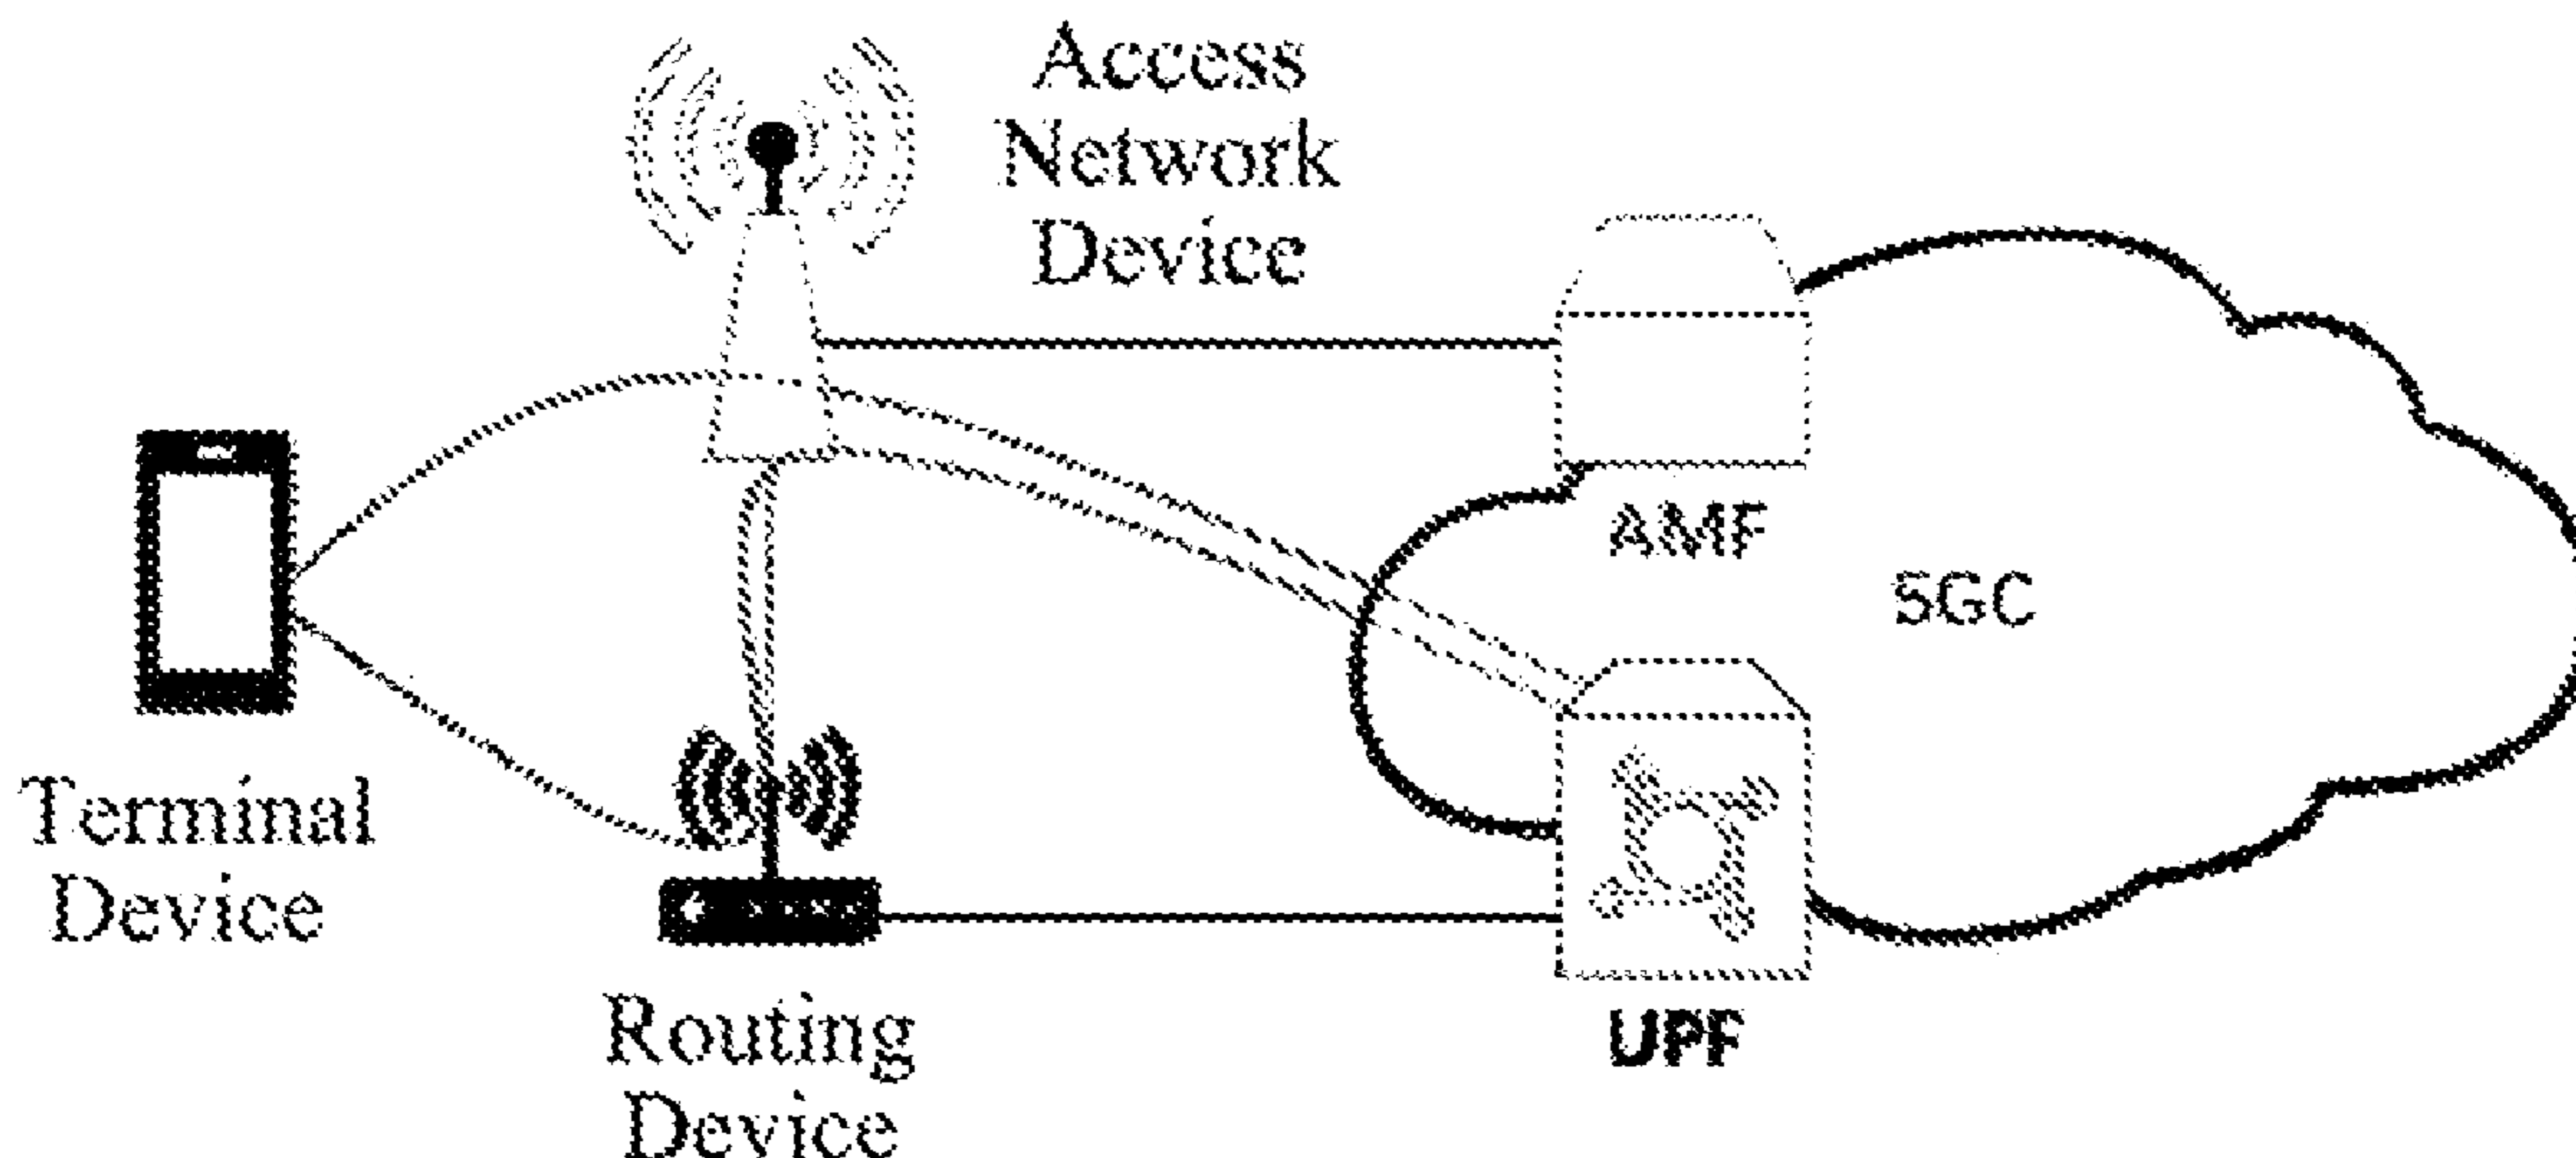 Access
Network
Device
AMF
5GC
Terminal
Device
UPF
Routing
Device